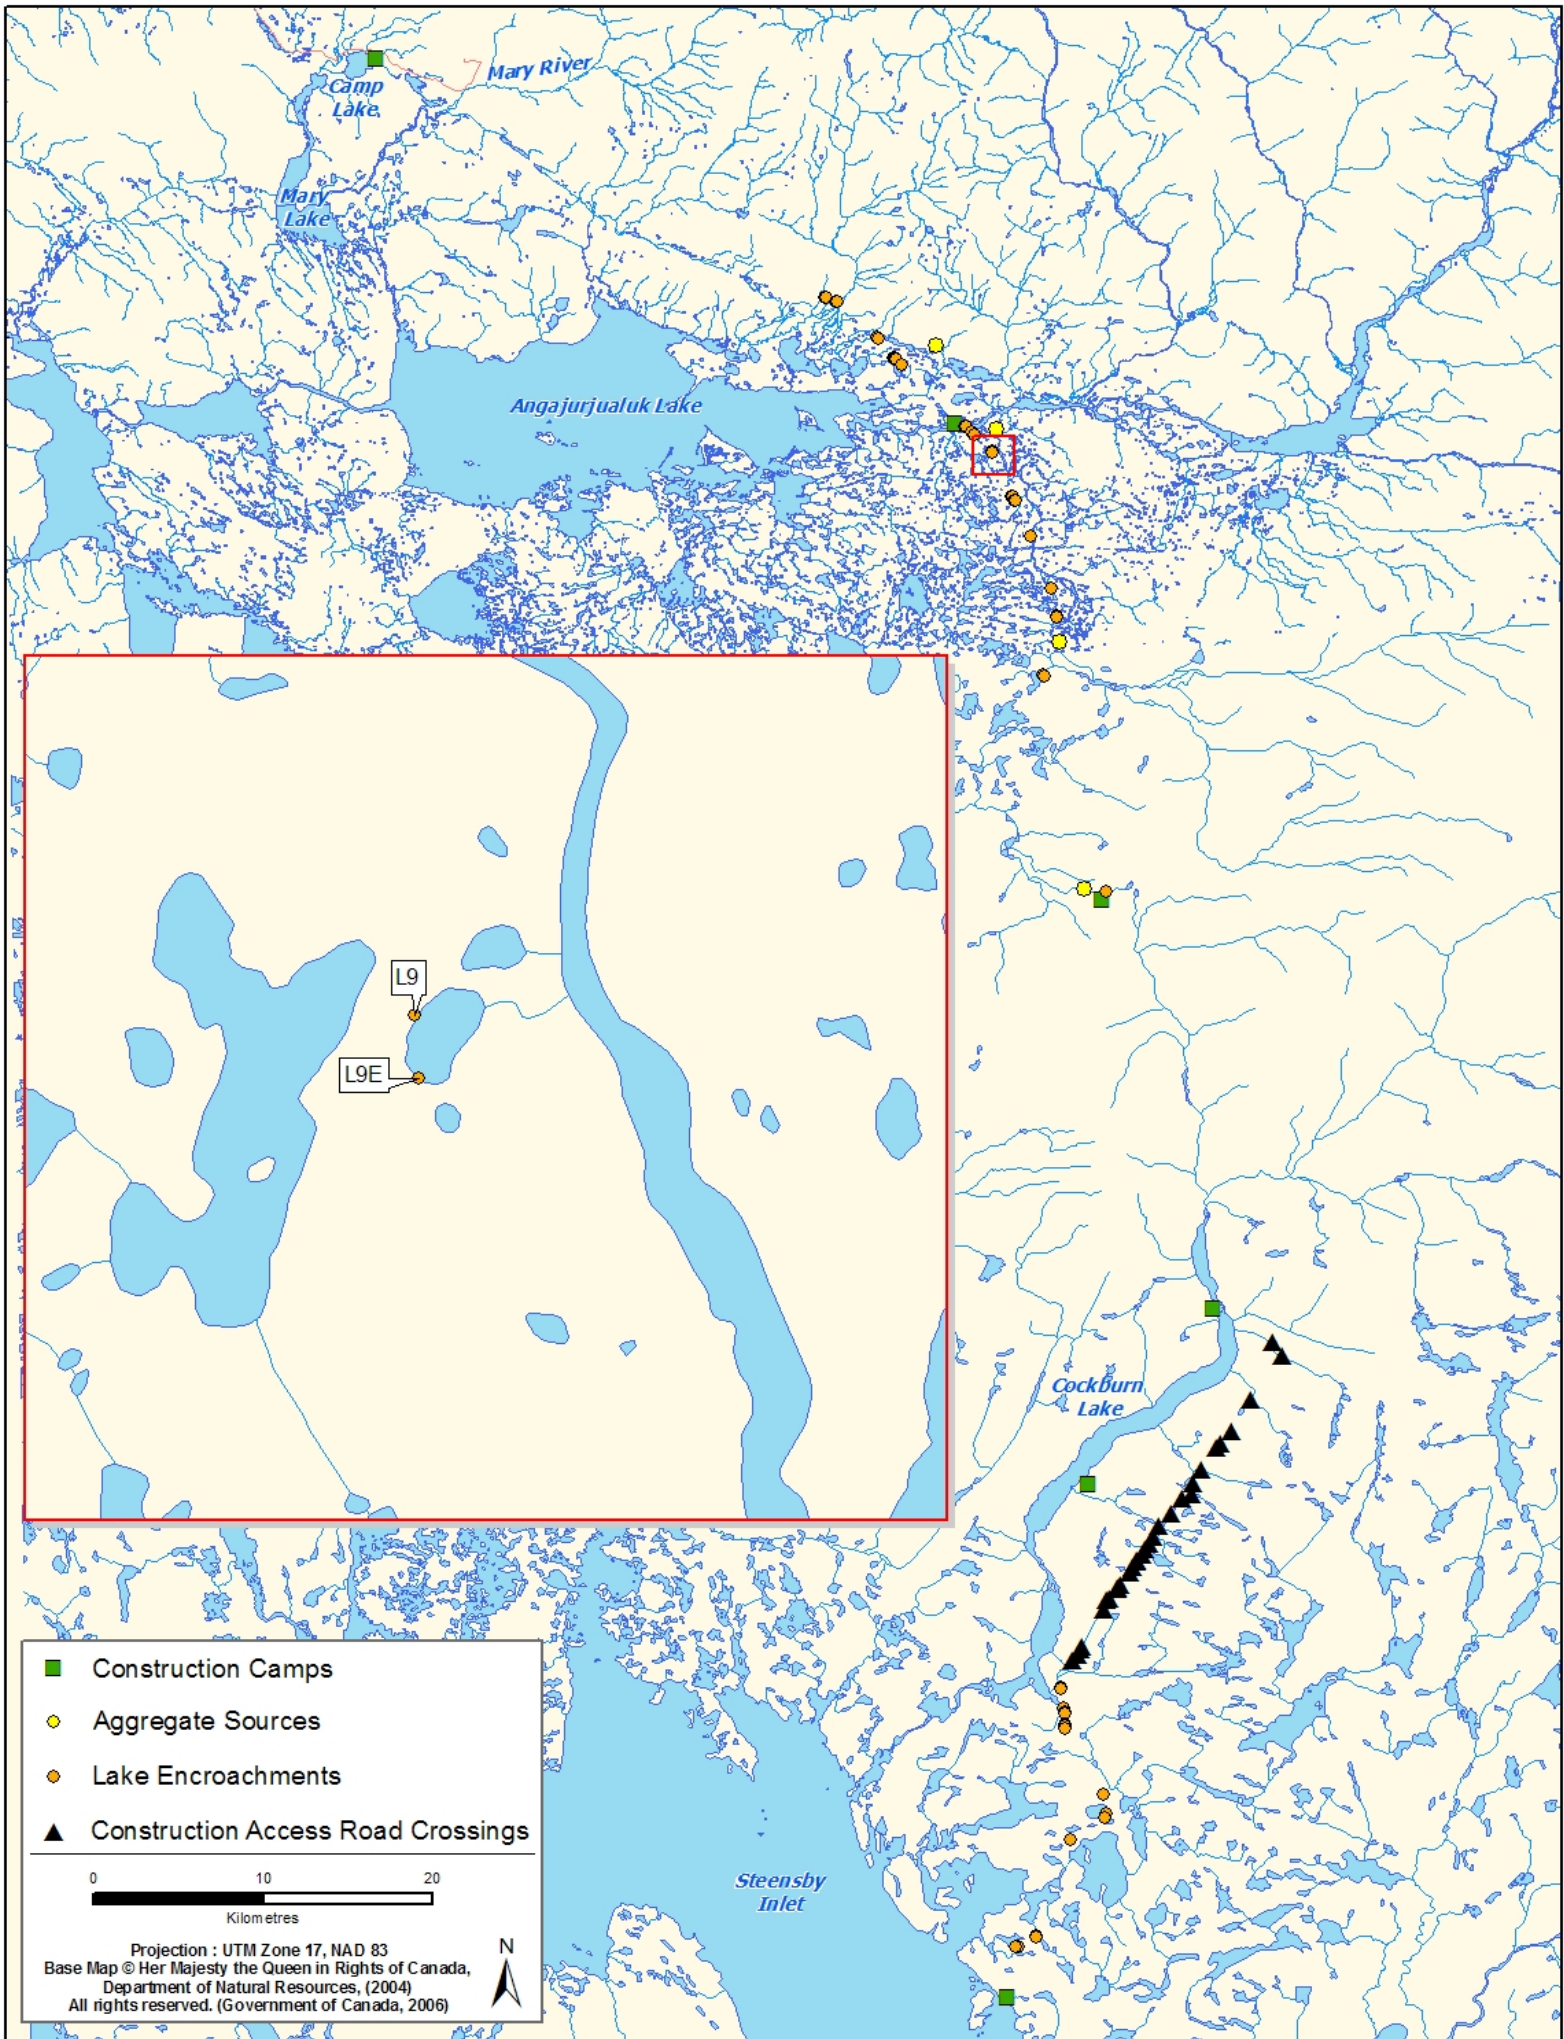 Mary River
Camp
Lake
Mary
Lake
Angajurjualuk Lake
L9
L9E
Cockburn
Lake
Steensby
Inlet
Construction Camps
Aggregate Sources
Lake Encroachments
Construction Access Road Crossings
0 10 20
Kilometres
N
Projection : UTM Zone 17, NAD 83
Base Map © Her Majesty the Queen in Rights of Canada,
Department of Natural Resources, (2004)
All rights reserved. (Government of Canada, 2006)